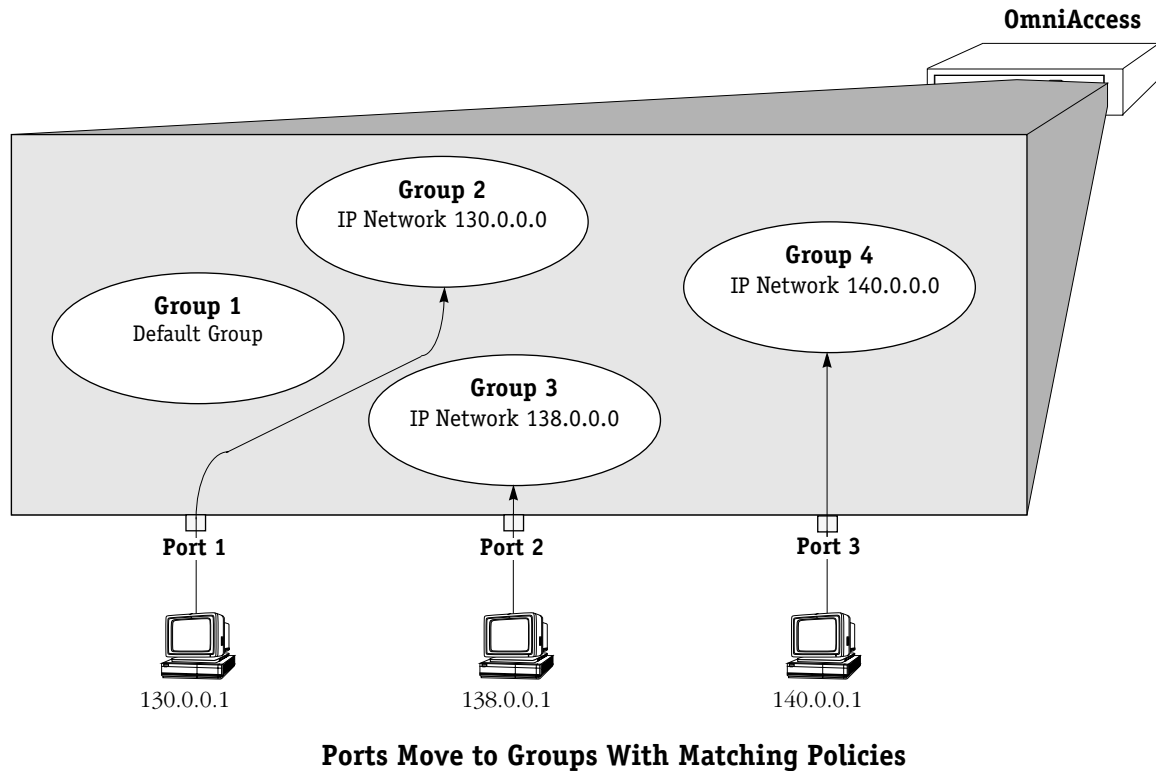 OmniAccess
Group 2
IP Network 130.0.0.0
Group 4
IP Network 140.0.0.0
Group 1
Default Group
Group 3
IP Network 138.0.0.0
Port 1
Port 2
Port 3
130.0.0.1
138.0.0.1
140.0.0.1
Ports Move to Groups With Matching Policies